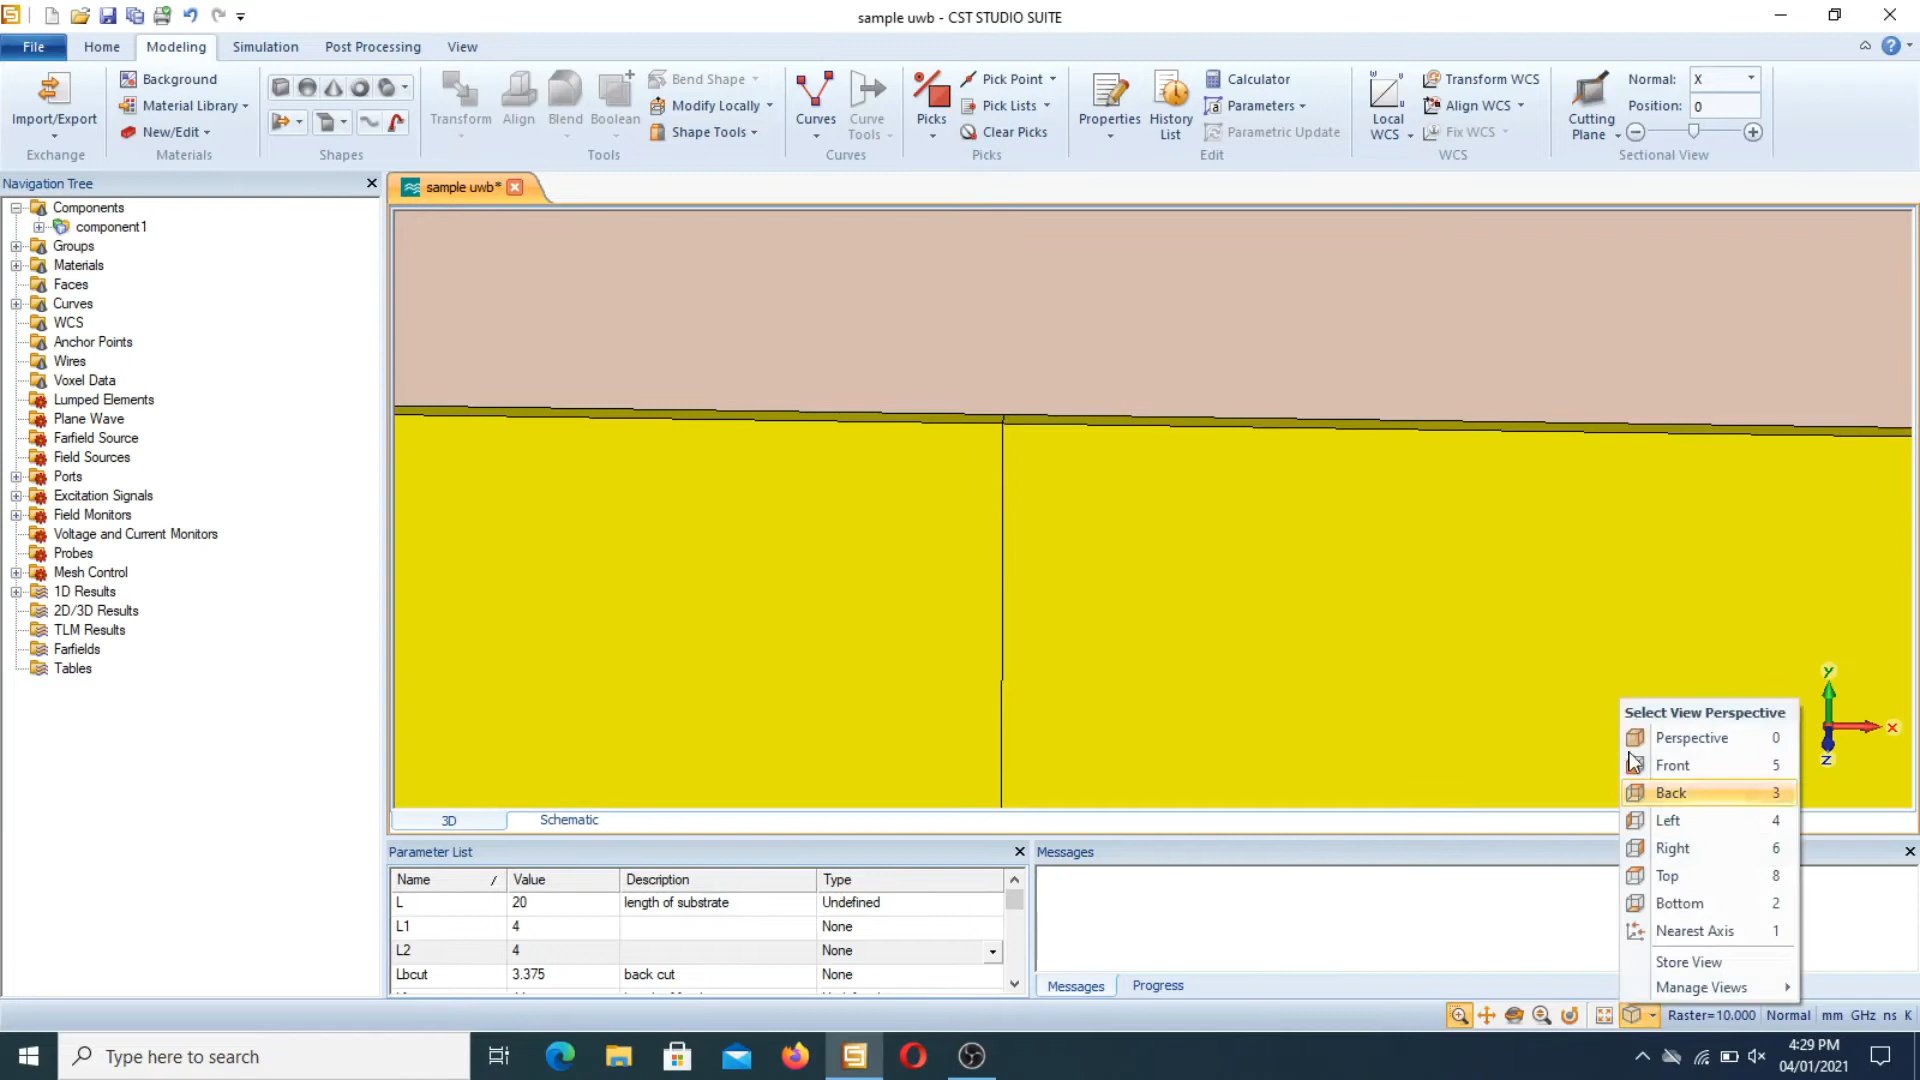 sample uwb - CST STUDIO SUITE
File Home Modeling Simulation Post Processing View
Import/Export
Exchange
Background
Material Library
New/Edit
Materials
Shapes
Transform
Align
Blend
Boolean
Bend Shape
Modify Locally
Shape Tools
Tools
Curves
Curve Tools
Curves
Picks
Pick Point
Pick Lists
Clear Picks
Picks
Properties
History List
Calculator
Parameters
Parametric Update
Edit
Local WCS
Transform WCS
Align WCS
Fix WCS
WCS
Cutting Plane
Normal: X
Position: 0
Sectional View
Navigation Tree
Components
component1
Groups
Materials
Faces
Curves
WCS
Anchor Points
Wires
Voxel Data
Lumped Elements
Plane Wave
Farfield Source
Field Sources
Ports
Excitation Signals
Field Monitors
Voltage and Current Monitors
Probes
Mesh Control
1D Results
2D/3D Results
TLM Results
Farfields
Tables
sample uwb*
y
x
z
Select View Perspective
Perspective 0
Front 5
Back 3
Left 4
Right 6
Top 8
Bottom 2
Nearest Axis 1
Store View
Manage Views
3D Schematic
Parameter List
Name / Value Description Type
L 20 length of substrate Undefined
L1 4 None
L2 4 None
Lbcut 3.375 back cut None
Messages
Messages Progress
Raster=10.000 Normal mm GHz ns K
Type here to search
4:29 PM
04/01/2021